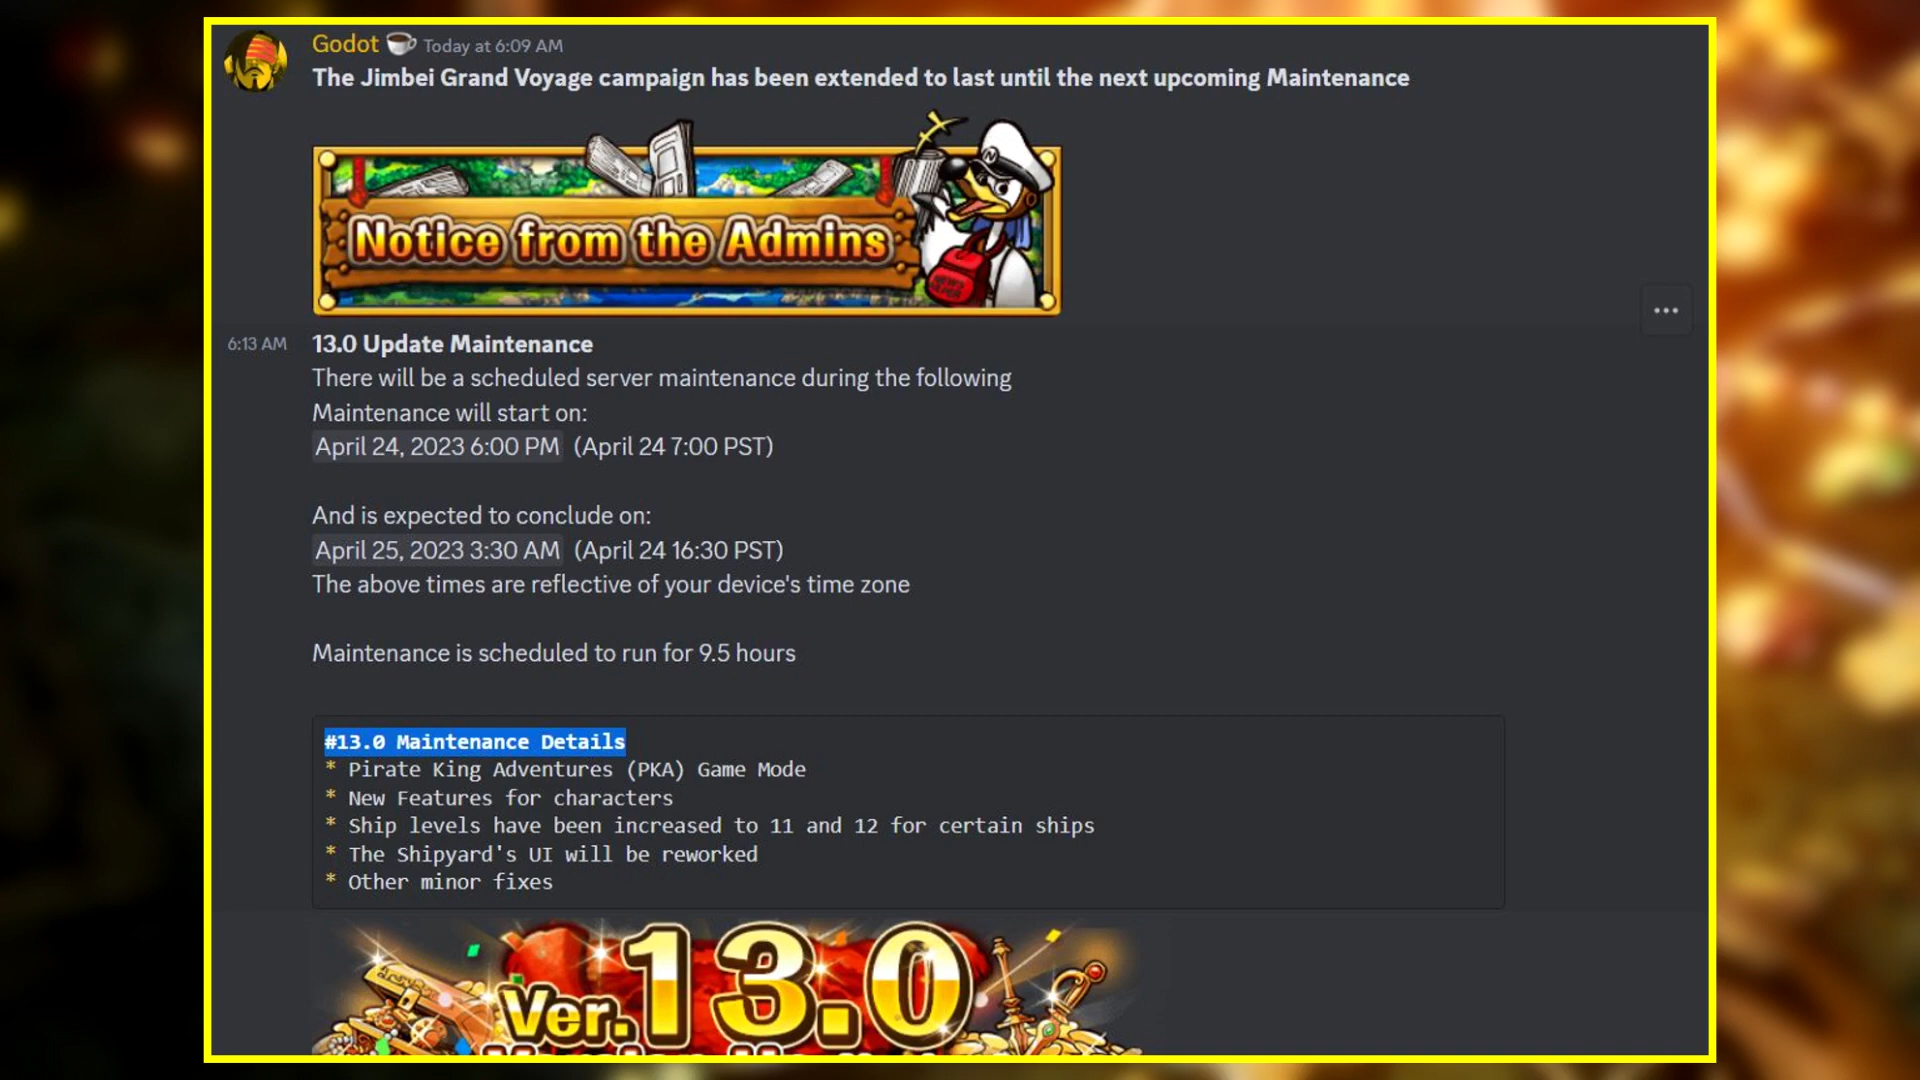 Godot Today at 6:09 AM
The Jimbei Grand Voyage campaign has been extended to last until the next upcoming Maintenance
N
Notice from the Admins
6:13 AM 13.0 Update Maintenance
There will be a scheduled server maintenance during the following
Maintenance will start on:
April 24, 2023 6:00 PM (April 24 7:00 PST)
And is expected to conclude on:
April 25, 2023 3:30 AM (April 24 16:30 PST)
The above times are reflective of your device's time zone
Maintenance is scheduled to run for 9.5 hours
#13.0 Maintenance Details
* Pirate King Adventures (PKA) Game Mode
* New Features for characters
* Ship levels have been increased to 11 and 12 for certain ships
* The Shipyard's UI will be reworked
* Other minor fixes
Ver.13.0